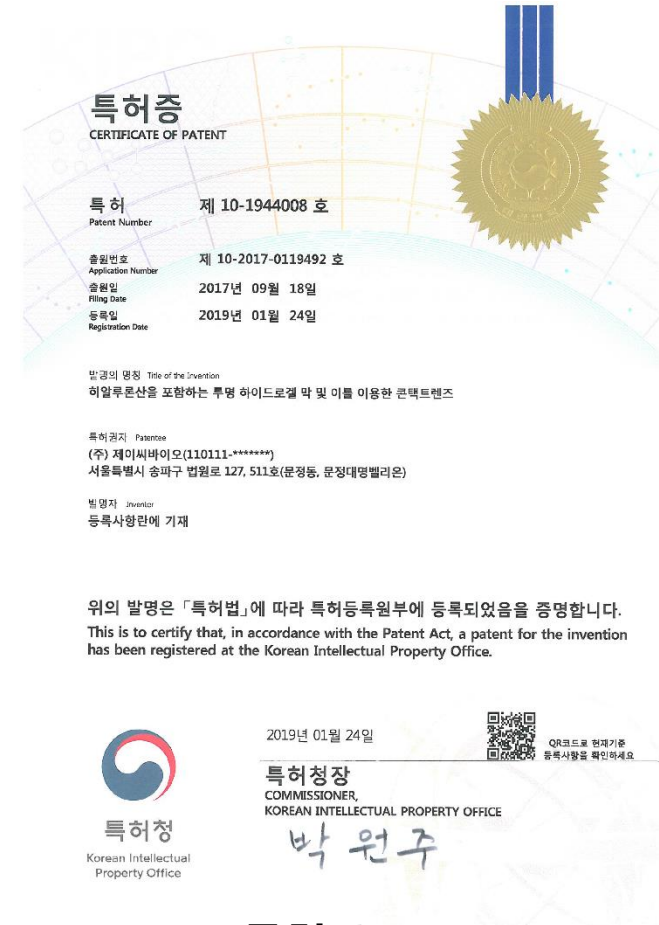 특허증
CERTIFICATE OF PATENT
특허 제 10-1944008 호
Patent Number
출원번호 제 10-2017-0119492 호
Application Number
출원일 2017년 09월 18일
Filing Date
등록일 2019년 01월 24일
Registration Date
발명의 명칭 Title of the Invention
히알루론산을 포함하는 투명 하이드로겔 막 및 이를 이용한 콘택트렌즈
특허권자 Patentee
(주) 제이씨바이오(110111-*******)
서울특별시 송파구 법원로 127, 511호(문정동, 문정대명벨리온)
발명자 Inventor
등록사항란에 기재
위의 발명은 「특허법」에 따라 특허등록원부에 등록되었음을 증명합니다.
This is to certify that, in accordance with the Patent Act, a patent for the invention
has been registered at the Korean Intellectual Property Office.
2019년 01월 24일
QR코드로 현재기준
등록사항을 확인하세요
특허청장
COMMISSIONER,
KOREAN INTELLECTUAL PROPERTY OFFICE
박원주
특허청
Korean Intellectual
Property Office